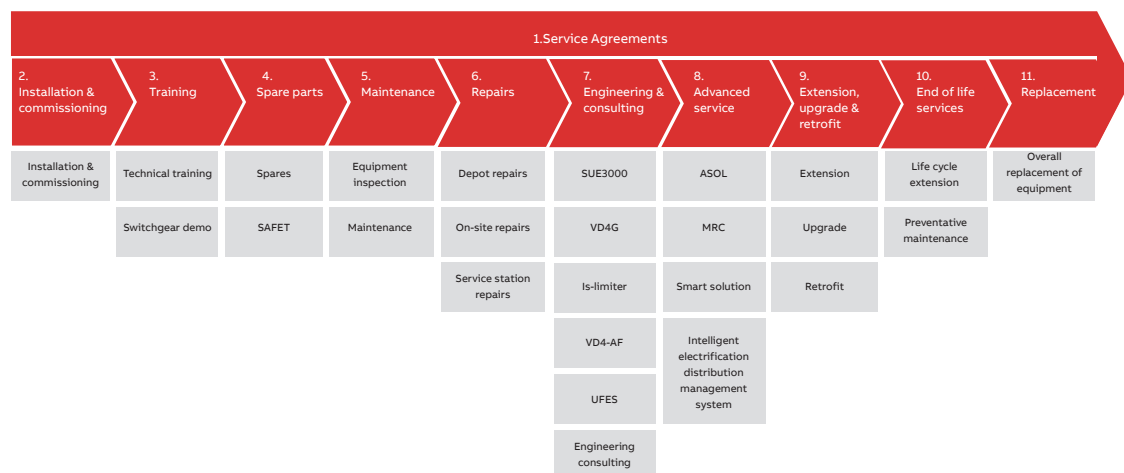 1.Service Agreements
2.
Installation &
commissioning
3.
Training
4.
Spare parts
5.
Maintenance
6.
Repairs
7.
Engineering &
consulting
8.
Advanced
service
9.
Extension,
upgrade &
retrofit
10.
End of life
services
11.
Replacement
Installation &
commissioning
Technical training
Switchgear demo
Spares
SAFET
Equipment
inspection
Maintenance
Depot repairs
On-site repairs
Service station
repairs
SUE3000
VD4G
Is-limiter
VD4-AF
UFES
Engineering
consulting
ASOL
MRC
Smart solution
Intelligent
electrification
distribution
management
system
Extension
Upgrade
Retrofit
Life cycle
extension
Preventative
maintenance
Overall
replacement of
equipment